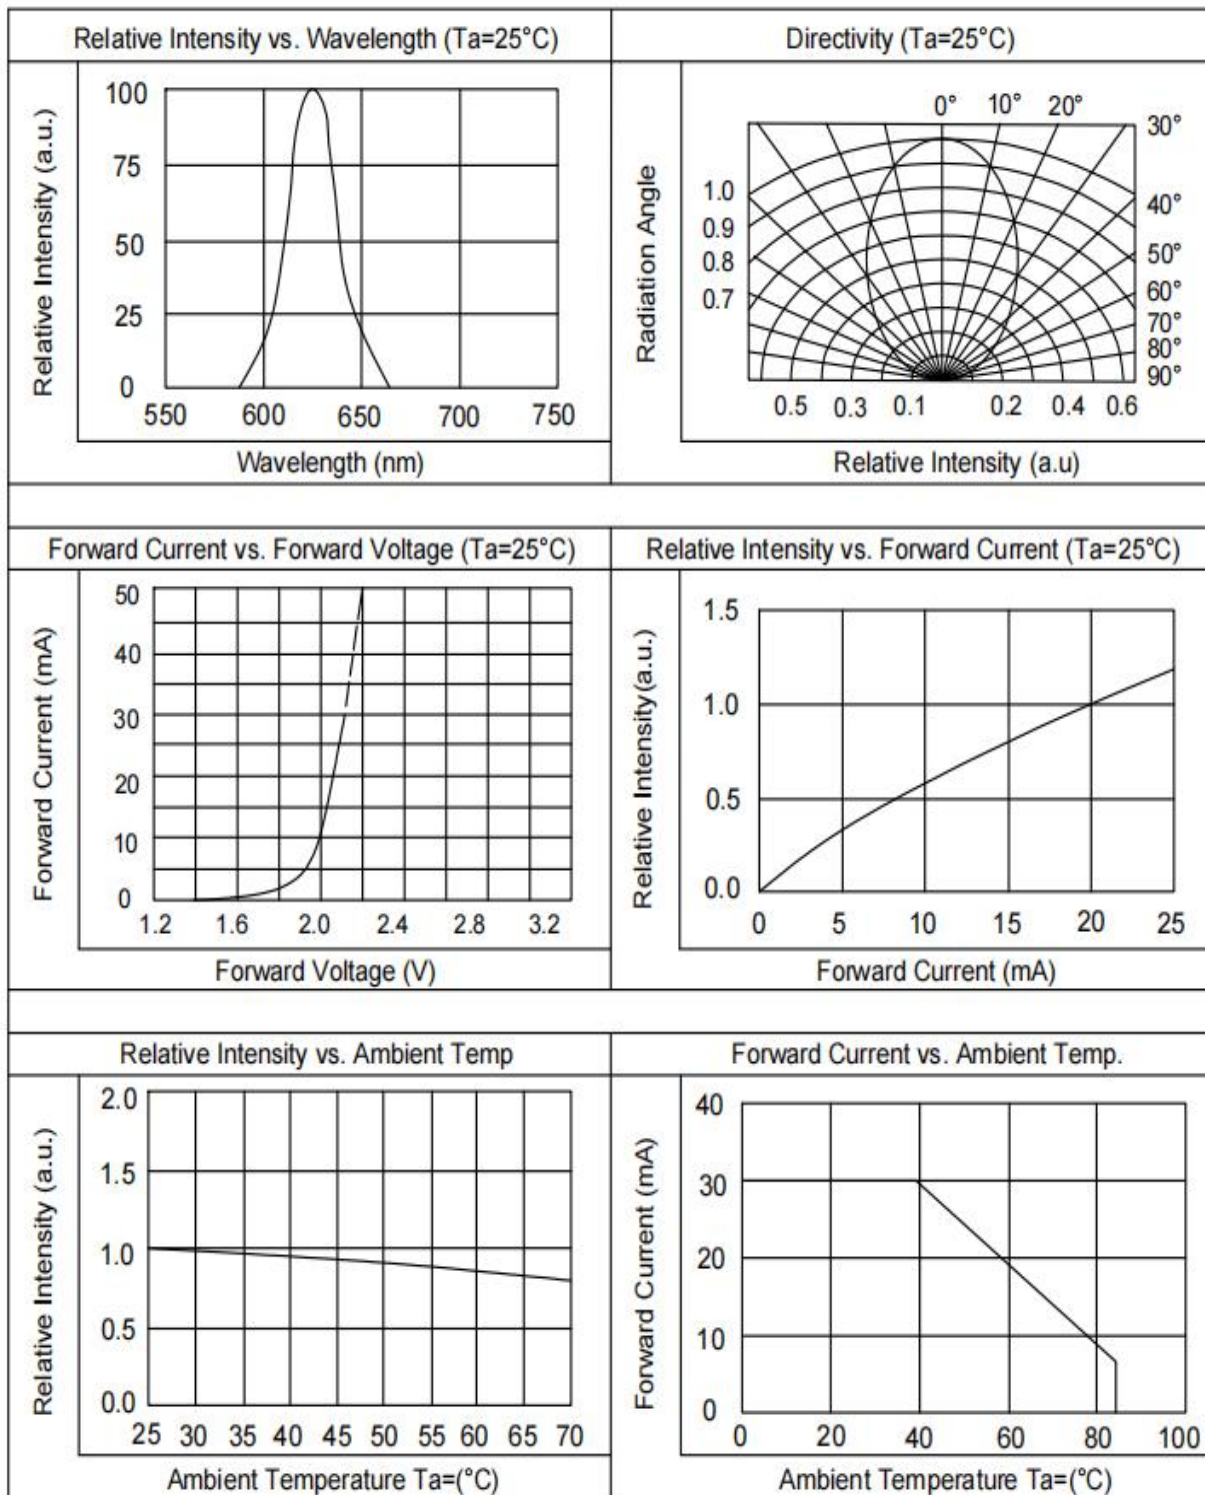 Relative Intensity vs. Wavelength (Ta=25°C)
Relative Intensity (a.u.)
100
75
50
25
0
550 600 650 700 750
Wavelength (nm)
Directivity (Ta=25°C)
Radiation Angle
0° 10° 20°
30°
40°
50°
60°
70°
80°
90°
1.0
0.9
0.8
0.7
0.5 0.3 0.1 0.2 0.4 0.6
Relative Intensity (a.u)
Forward Current vs. Forward Voltage (Ta=25°C)
Forward Current (mA)
50
40
30
20
10
0
1.2 1.6 2.0 2.4 2.8 3.2
Forward Voltage (V)
Relative Intensity vs. Forward Current (Ta=25°C)
Relative Intensity(a.u.)
1.5
1.0
0.5
0.0
0 5 10 15 20 25
Forward Current (mA)
Relative Intensity vs. Ambient Temp
Relative Intensity (a.u.)
2.0
1.5
1.0
0.5
0.0
25 30 35 40 45 50 55 60 65 70
Ambient Temperature Ta=(°C)
Forward Current vs. Ambient Temp.
Forward Current (mA)
40
30
20
10
0
0 20 40 60 80 100
Ambient Temperature Ta=(°C)